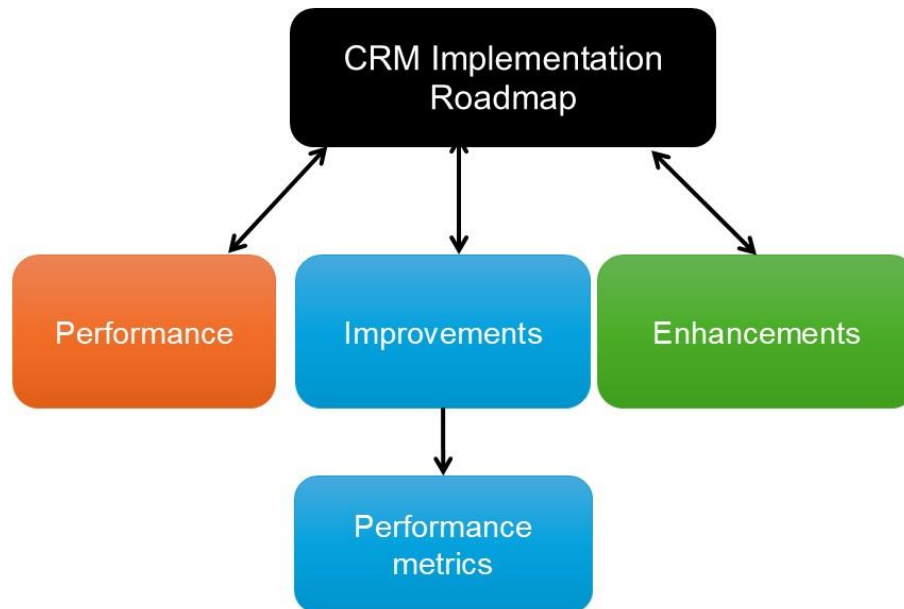 CRM Implementation
Roadmap
Performance
Improvements
Enhancements
Performance
metrics